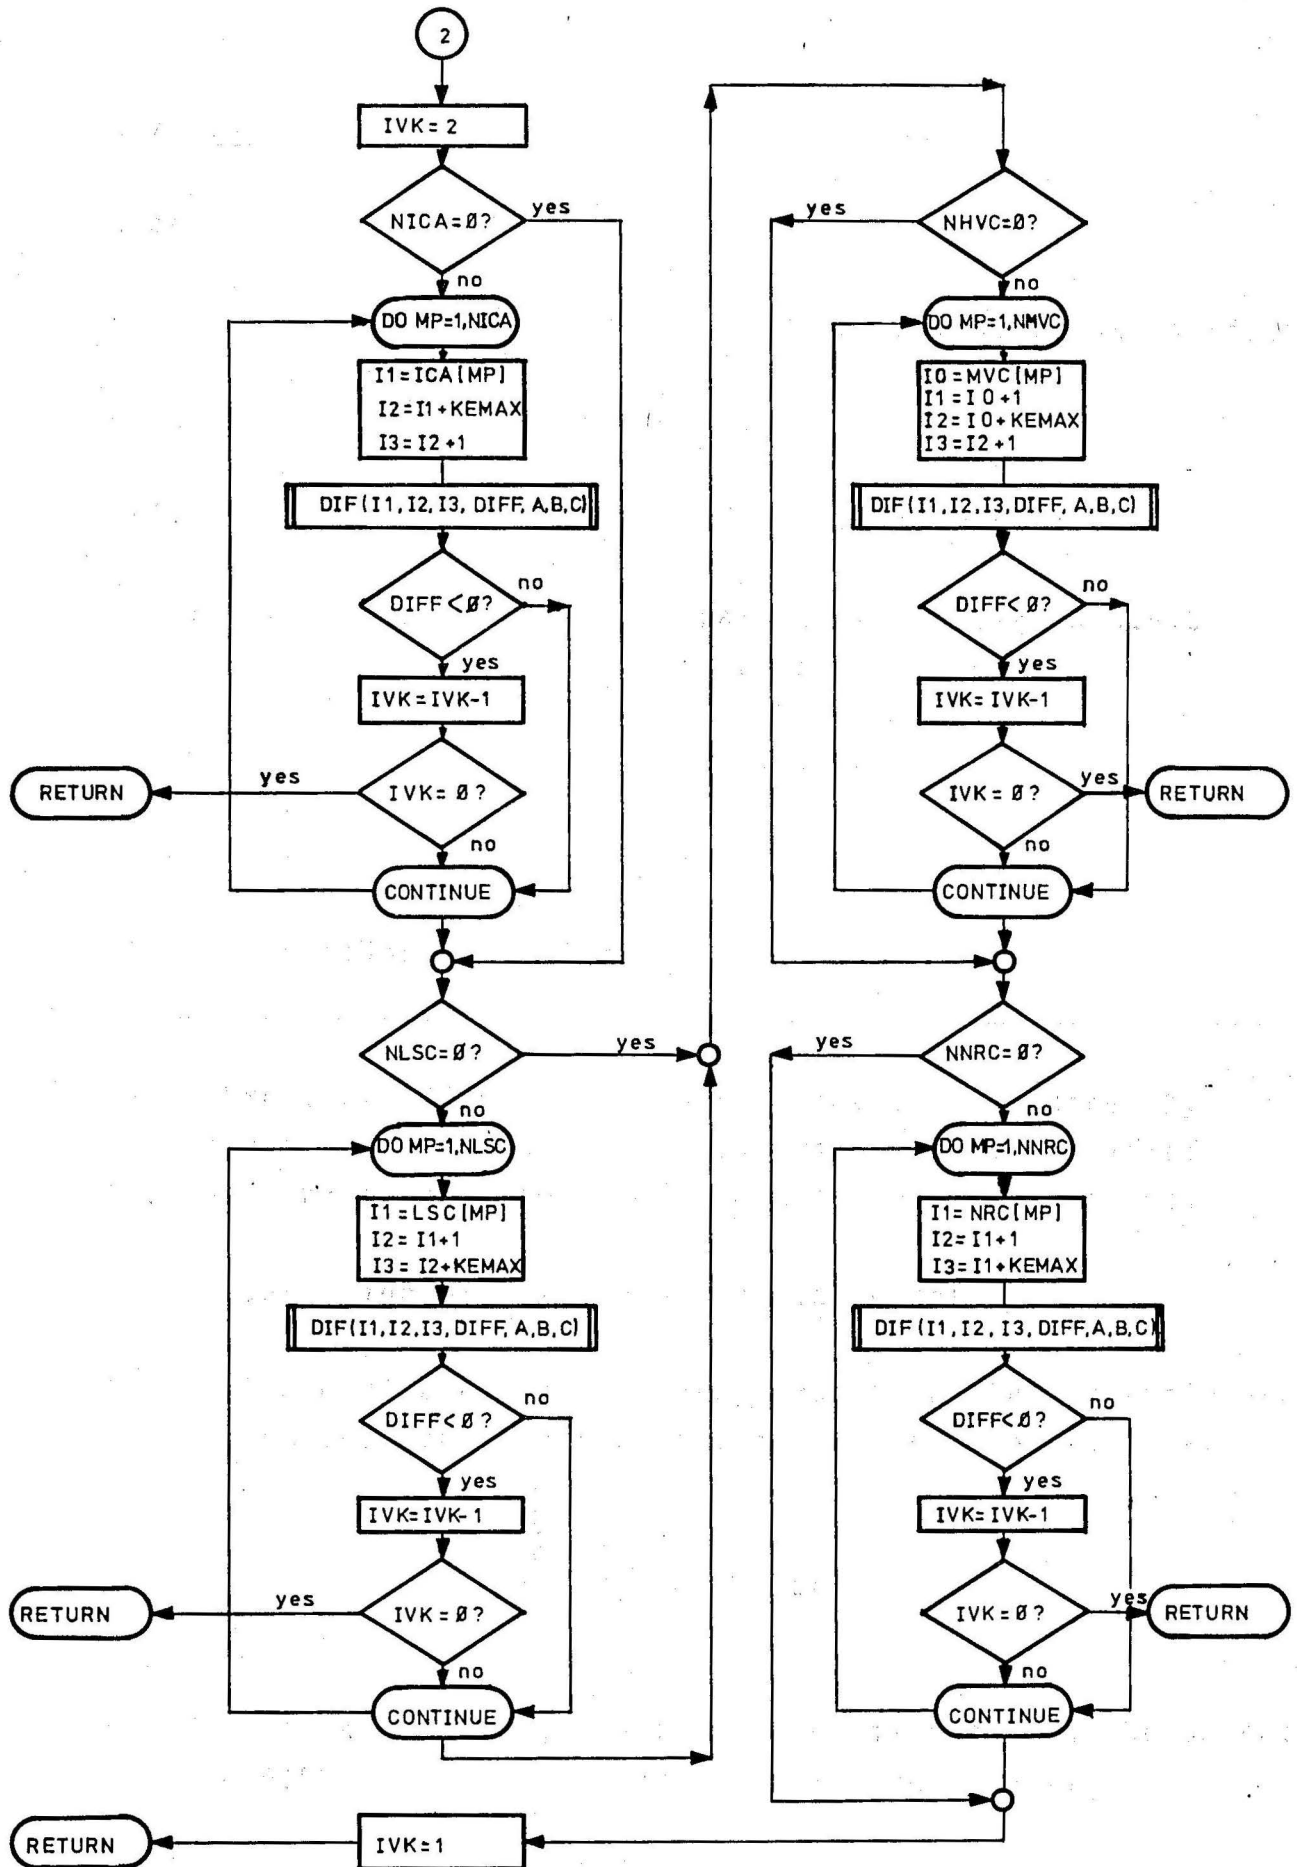 2
IVK=2
NICA=Ø?
yes
no
DO MP=1,NICA
I1=ICA(MP)
I2=I1+KEMAX
I3=I2+1
DIF(I1,I2,I3,DIFF,A,B,C)
DIFF<Ø?
no
yes
IVK=IVK-1
IVK=Ø?
yes
RETURN
no
CONTINUE
NLSC=Ø?
yes
no
DO MP=1,NLSC
I1=LSC(MP)
I2=I1+1
I3=I2+KEMAX
DIF(I1,I2,I3,DIFF,A,B,C)
DIFF<Ø?
no
yes
IVK=IVK-1
IVK=Ø?
yes
RETURN
no
CONTINUE
NHVC=Ø?
yes
no
DO MP=1,NMVC
I0=MVC(MP)
I1=I0+1
I2=I0+KEMAX
I3=I2+1
DIF(I1,I2,I3,DIFF,A,B,C)
DIFF<Ø?
no
yes
IVK=IVK-1
IVK=Ø?
yes
RETURN
no
CONTINUE
NNRC=Ø?
yes
no
DO MP=1,NNRC
I1=NRC(MP)
I2=I1+1
I3=I1+KEMAX
DIF(I1,I2,I3,DIFF,A,B,C)
DIFF<Ø?
no
yes
IVK=IVK-1
IVK=Ø?
yes
RETURN
no
CONTINUE
IVK=1
RETURN